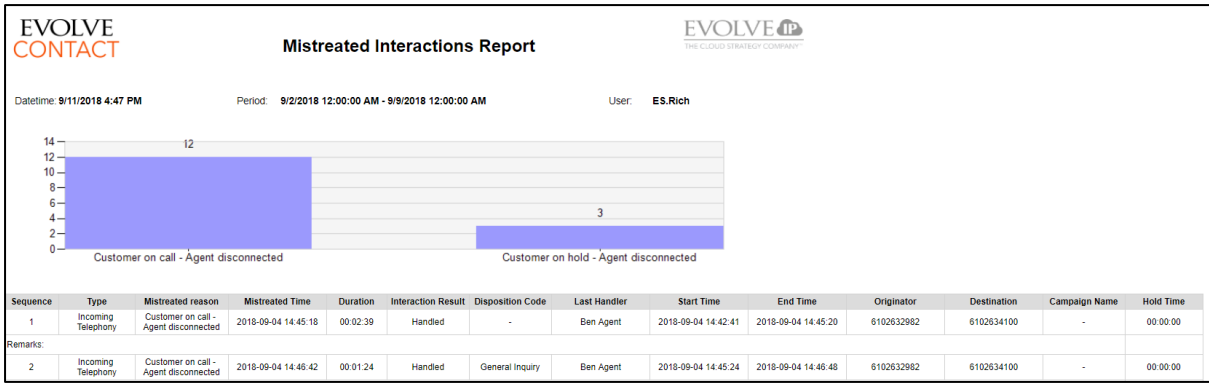 EVOLVE
CONTACT
Mistreated Interactions Report
EVOLVE IP
THE CLOUD STRATEGY COMPANY™
Datetime: 9/11/2018 4:47 PM Period: 9/2/2018 12:00:00 AM - 9/9/2018 12:00:00 AM User: ES.Rich
14
12
10
8
6
4
2
0
12
3
Customer on call - Agent disconnected Customer on hold - Agent disconnected
Sequence Type Mistreated reason Mistreated Time Duration Interaction Result Disposition Code Last Handler Start Time End Time Originator Destination Campaign Name Hold Time
1 Incoming Telephony Customer on call - Agent disconnected 2018-09-04 14:45:18 00:02:39 Handled - Ben Agent 2018-09-04 14:42:41 2018-09-04 14:45:20 6102632982 6102634100 - 00:00:00
Remarks:
2 Incoming Telephony Customer on call - Agent disconnected 2018-09-04 14:46:42 00:01:24 Handled General Inquiry Ben Agent 2018-09-04 14:45:24 2018-09-04 14:46:48 6102632982 6102634100 - 00:00:00